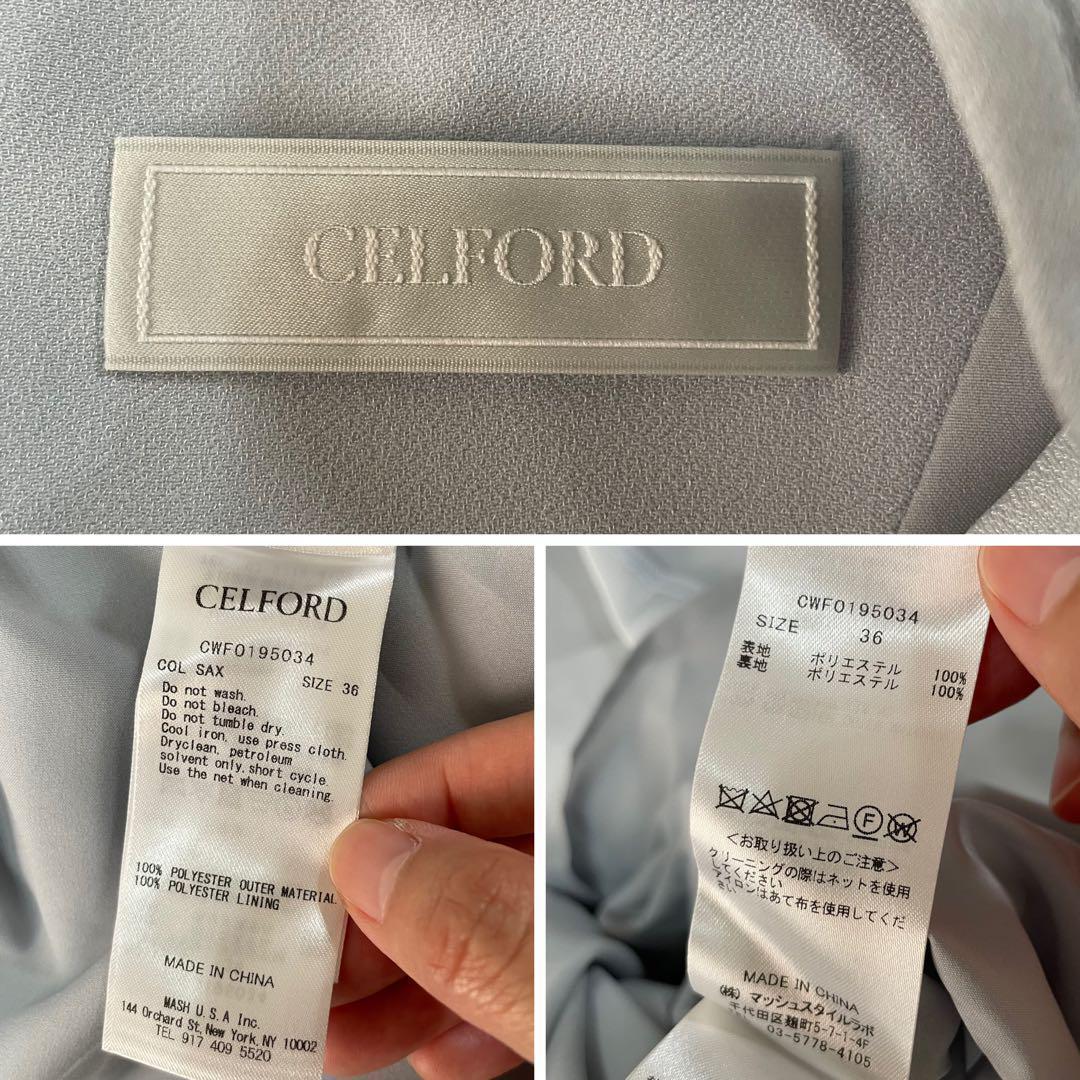 CELFORD
CELFORD
CWF0195034
COL SAX SIZE 36
Do not wash.
Do not bleach.
Do not tumble dry.
Cool iron, use press cloth.
Dryclean, petroleum
solvent only, short cycle.
Use the net when cleaning.
100% POLYESTER OUTER MATERIAL
100% POLYESTER LINING
MADE IN CHINA
MASH U.S.A Inc.
144 Orchard St, New York, NY 10002
TEL 917 409 5520
CWF0195034
SIZE 36
表地 ポリエステル 100%
裏地 ポリエステル 100%
F
W
<お取り扱い上のご注意>
クリーニングの際はネットを使用
してください
アイロンはあて布を使用してくだ
さい
MADE IN CHINA
(株) マッシュスタイルラボ
千代田区麹町5-7-1-4F
03-5778-4105